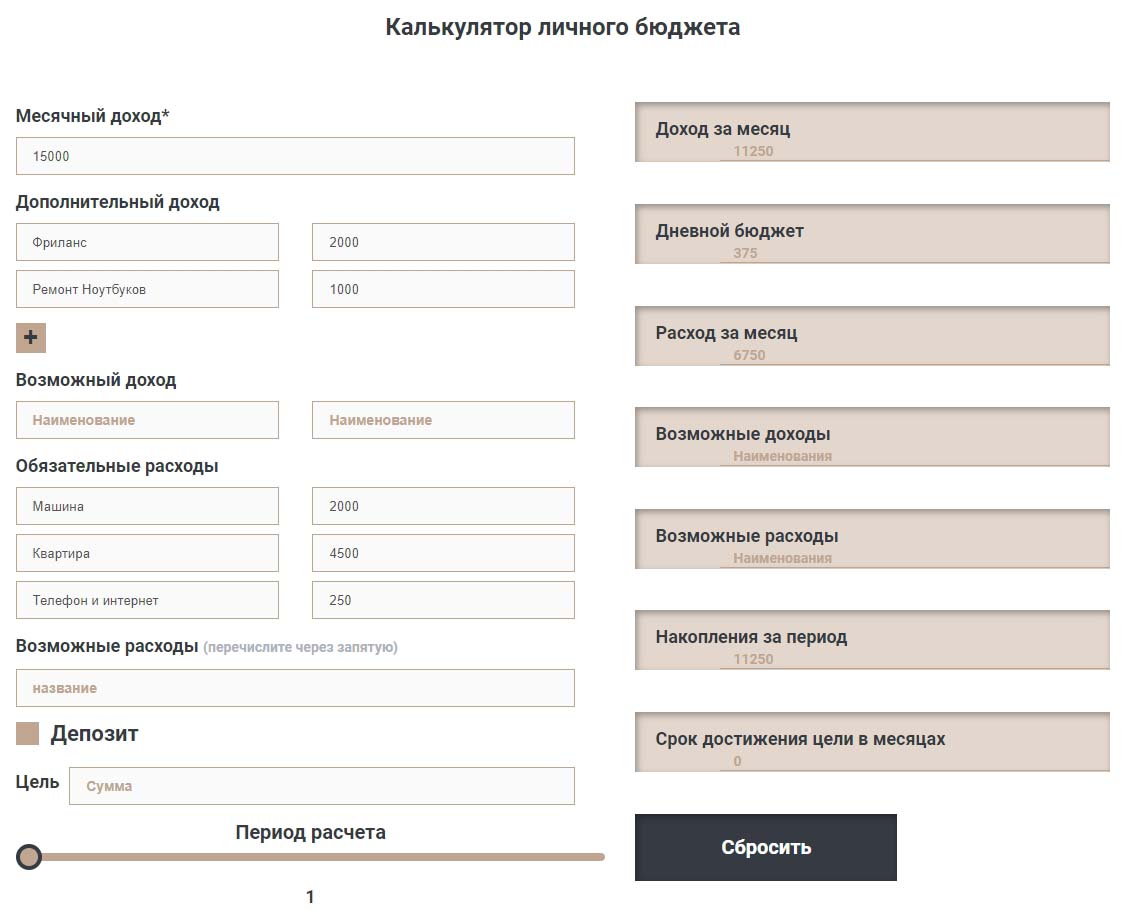 Калькулятор личного бюджета
Месячный доход*
15000
Дополнительный доход
Фриланс 2000
Ремонт Ноутбуков 1000
+
Возможный доход
Наименование Наименование
Обязательные расходы
Машина 2000
Квартира 4500
Телефон и интернет 250
Возможные расходы (перечислите через запятую)
название
Депозит
Цель Сумма
Период расчета
1
Доход за месяц
11250
Дневной бюджет
375
Расход за месяц
6750
Возможные доходы
Наименования
Возможные расходы
Наименования
Накопления за период
11250
Срок достижения цели в месяцах
0
Сбросить